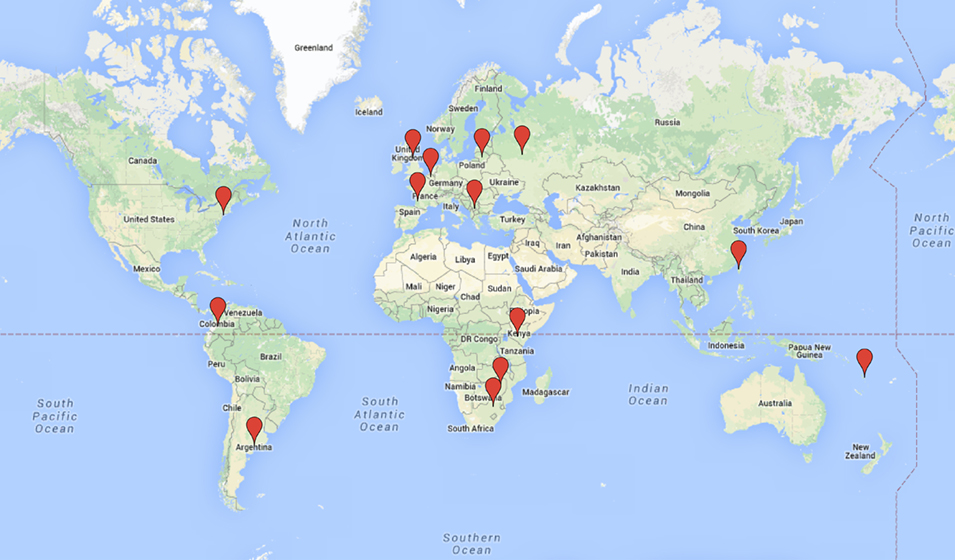 Greenland
Iceland
Finland
Sweden
Norway
Russia
United
Kingdom
Canada
Poland
Germany
Ukraine
Kazakhstan
Mongolia
France
Italy
Spain
Turkey
United States
North
Atlantic
Ocean
China
Japan
South Korea
North
Pacific
Ocean
Iraq
Iran
Afghanistan
Pakistan
Algeria
Libya
Egypt
Saudi Arabia
India
Mexico
Mali
Niger
Chad
Sudan
Thailand
Nigeria
Venezuela
Colombia
DR Congo
Kenya
Tanzania
Indonesia
Papua New
Guinea
Peru
Brazil
Bolivia
Angola
Namibia
Madagascar
Indian
Ocean
South
Pacific
Ocean
South
Atlantic
Ocean
Chile
Australia
South Africa
Argentina
New
Zealand
Southern
Ocean